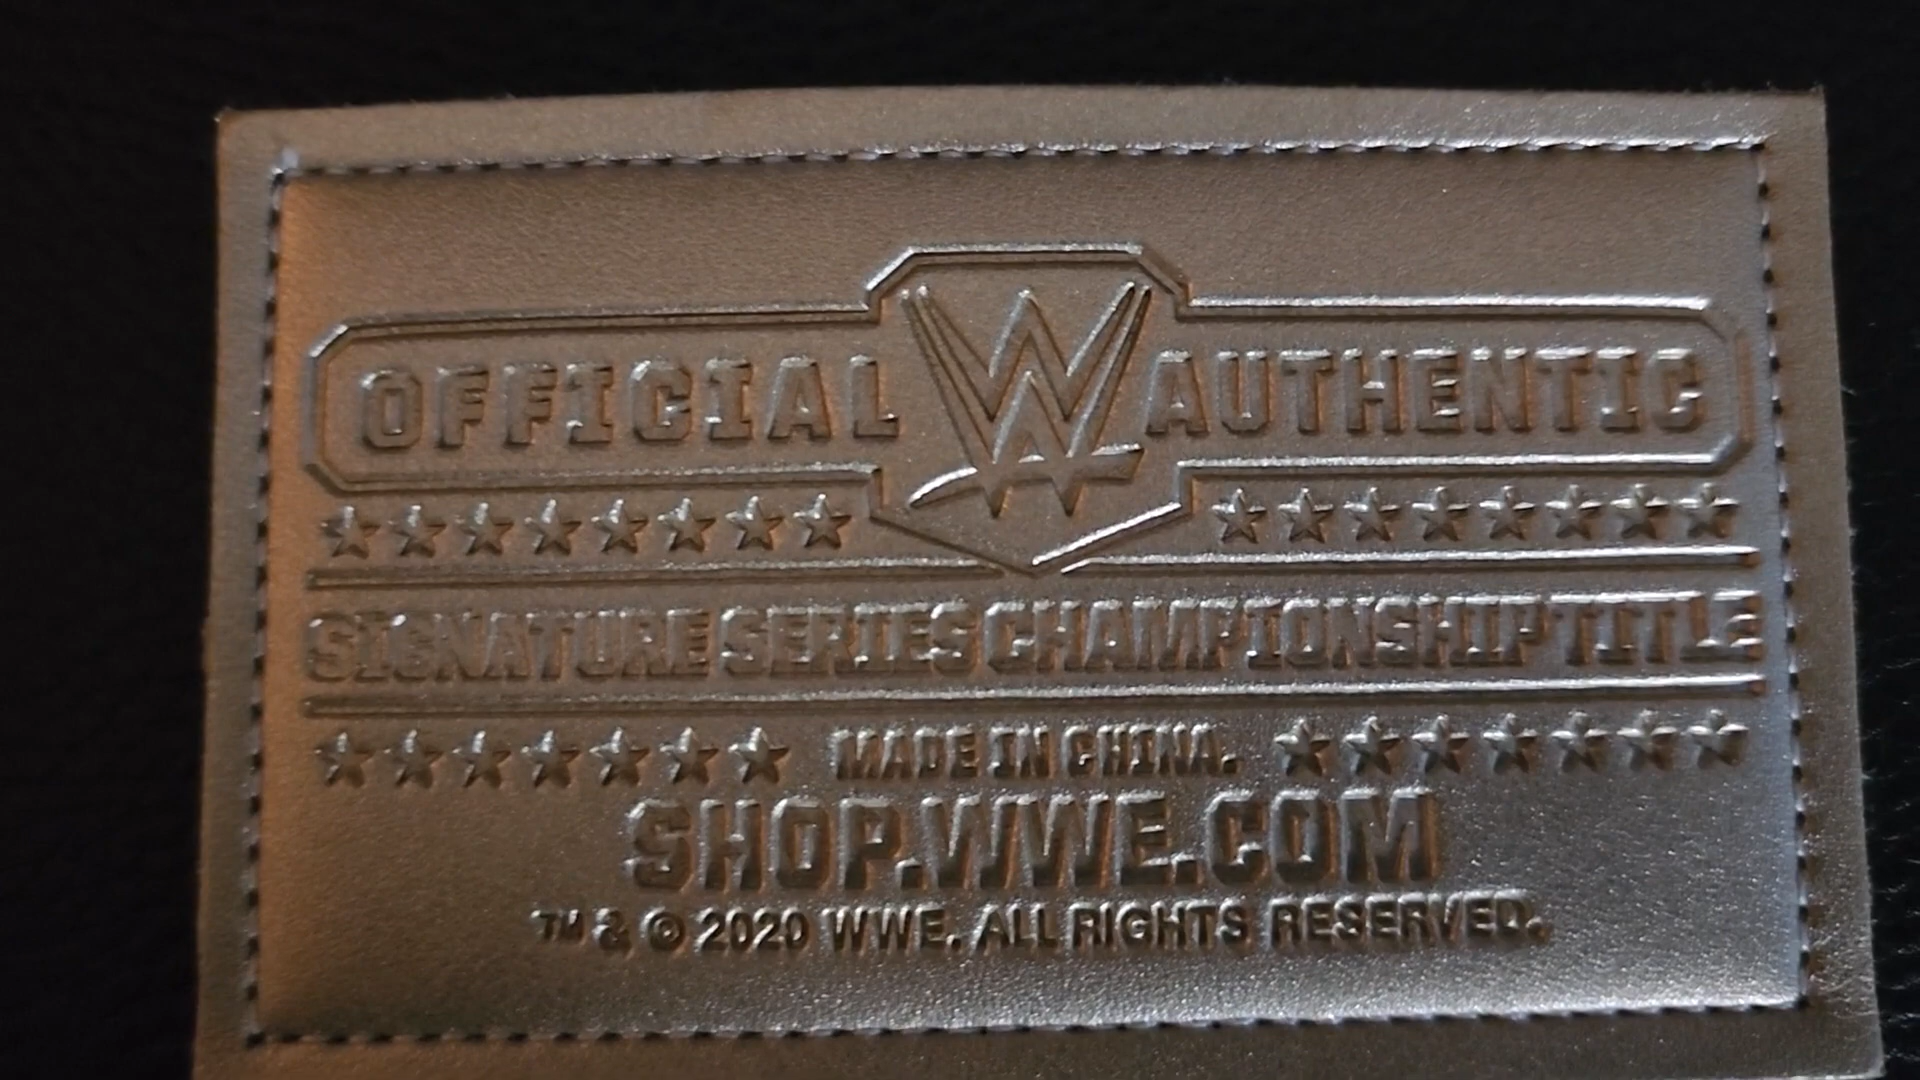 OFFICIAL W AUTHENTIC
SIGNATURE SERIES CHAMPIONSHIP TITLE
MADE IN CHINA.
SHOP.WWE.COM
™ & © 2020 WWE. ALL RIGHTS RESERVED.